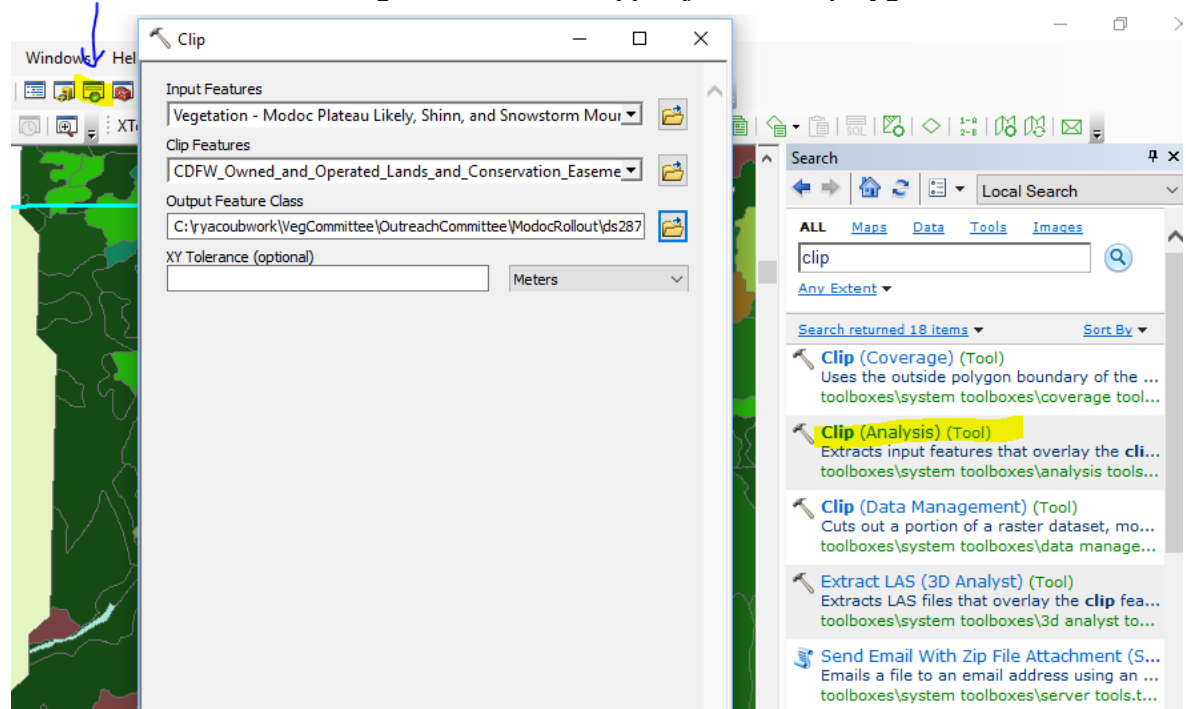 Clip
Windows Hel
Input Features
Vegetation - Modoc Plateau Likely, Shinn, and Snowstorm Mour
Clip Features
CDFW_Owned_and_Operated_Lands_and_Conservation_Easeme
Output Feature Class
C:\ryacoubwork\VegCommittee\OutreachCommittee\ModocRollout\ds287
XY Tolerance (optional)
Meters
XTo
Search
Local Search
ALL Maps Data Tools Images
clip
Any Extent
Search returned 18 items Sort By
Clip (Coverage) (Tool)
Uses the outside polygon boundary of the ...
toolboxes\system toolboxes\coverage tool...
Clip (Analysis) (Tool)
Extracts input features that overlay the cli...
toolboxes\system toolboxes\analysis tools...
Clip (Data Management) (Tool)
Cuts out a portion of a raster dataset, mo...
toolboxes\system toolboxes\data manage...
Extract LAS (3D Analyst) (Tool)
Extracts LAS files that overlay the clip fea...
toolboxes\system toolboxes\3d analyst to...
Send Email With Zip File Attachment (S...
Emails a file to an email address using an ...
toolboxes\system toolboxes\server tools.t...